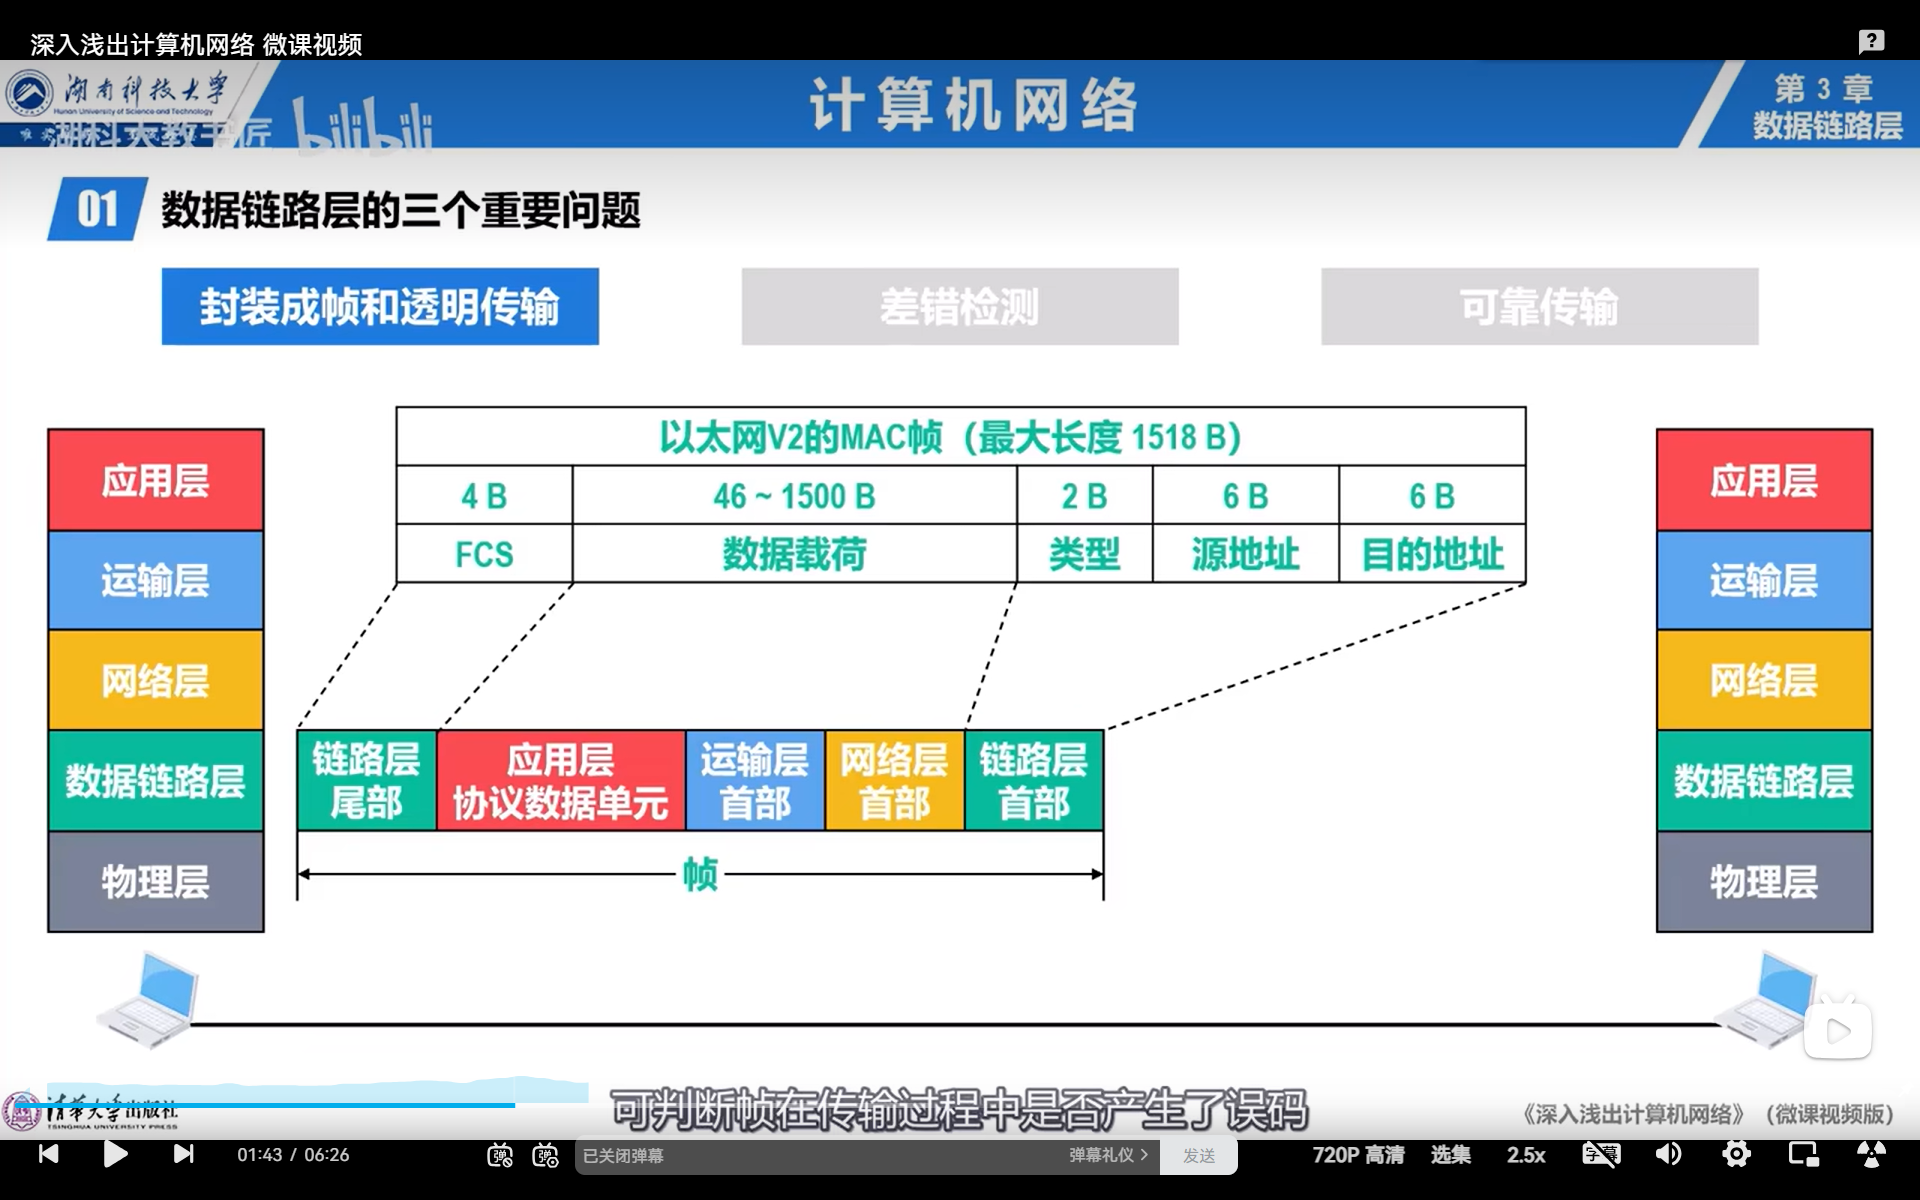 深入浅出计算机网络 微课视频
湖南科技大学
Hunan University of Science and Technology
湖科大教书匠 bilibili
计算机网络
第 3 章
数据链路层
01 数据链路层的三个重要问题
封装成帧和透明传输 差错检测 可靠传输
以太网V2的MAC帧（最大长度 1518 B）
4 B 46 ~ 1500 B 2 B 6 B 6 B
FCS 数据载荷 类型 源地址 目的地址
应用层
运输层
网络层
数据链路层
物理层
链路层
尾部
应用层
协议数据单元
运输层
首部
网络层
首部
链路层
首部
帧
应用层
运输层
网络层
数据链路层
物理层
清华大学出版社
TSINGHUA UNIVERSITY PRESS
可判断帧在传输过程中是否产生了误码
《深入浅出计算机网络》（微课视频版）
01:43 / 06:26
弹 弹
已关闭弹幕
弹幕礼仪
发送
720P 高清
选集
2.5x
字幕